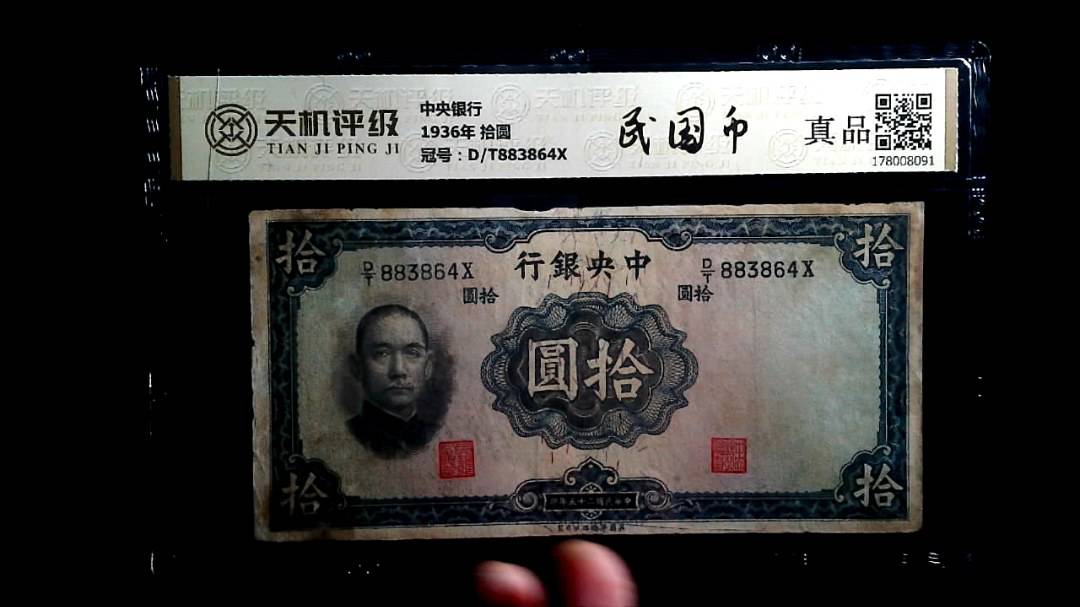 天机评级
TIAN JI PING JI
中央银行
1936年 拾圆
冠号：D/T883864X
民国币
真品
178008091
拾
拾
D/T 883864X
行銀央中
D/T 883864X
圓拾
圓拾
圓拾
拾
拾